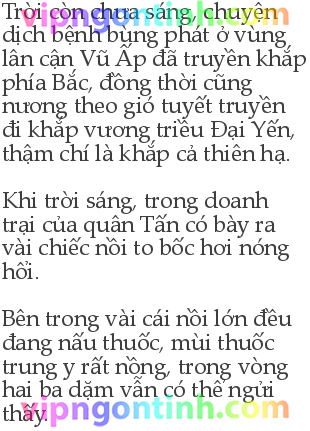 Trời còn chưa sáng, chuyện
dịch bệnh bùng phát ở vùng
lân cận Vũ Ấp đã truyền khắp
phía Bắc, đồng thời cũng
nương theo gió tuyết truyền
đi khắp vương triều Đại Yến,
thậm chí là khắp cả thiên hạ.
Khi trời sáng, trong doanh
trại của quân Tấn có bày ra
vài chiếc nồi to bốc hơi nóng
hổi.
Bên trong vài cái nồi lớn đều
đang nấu thuốc, mùi thuốc
trung y rất nồng, trong vòng
hai ba dặm vẫn có thể ngửi
thấy.
vipngontinh.com
vipngontinh.com